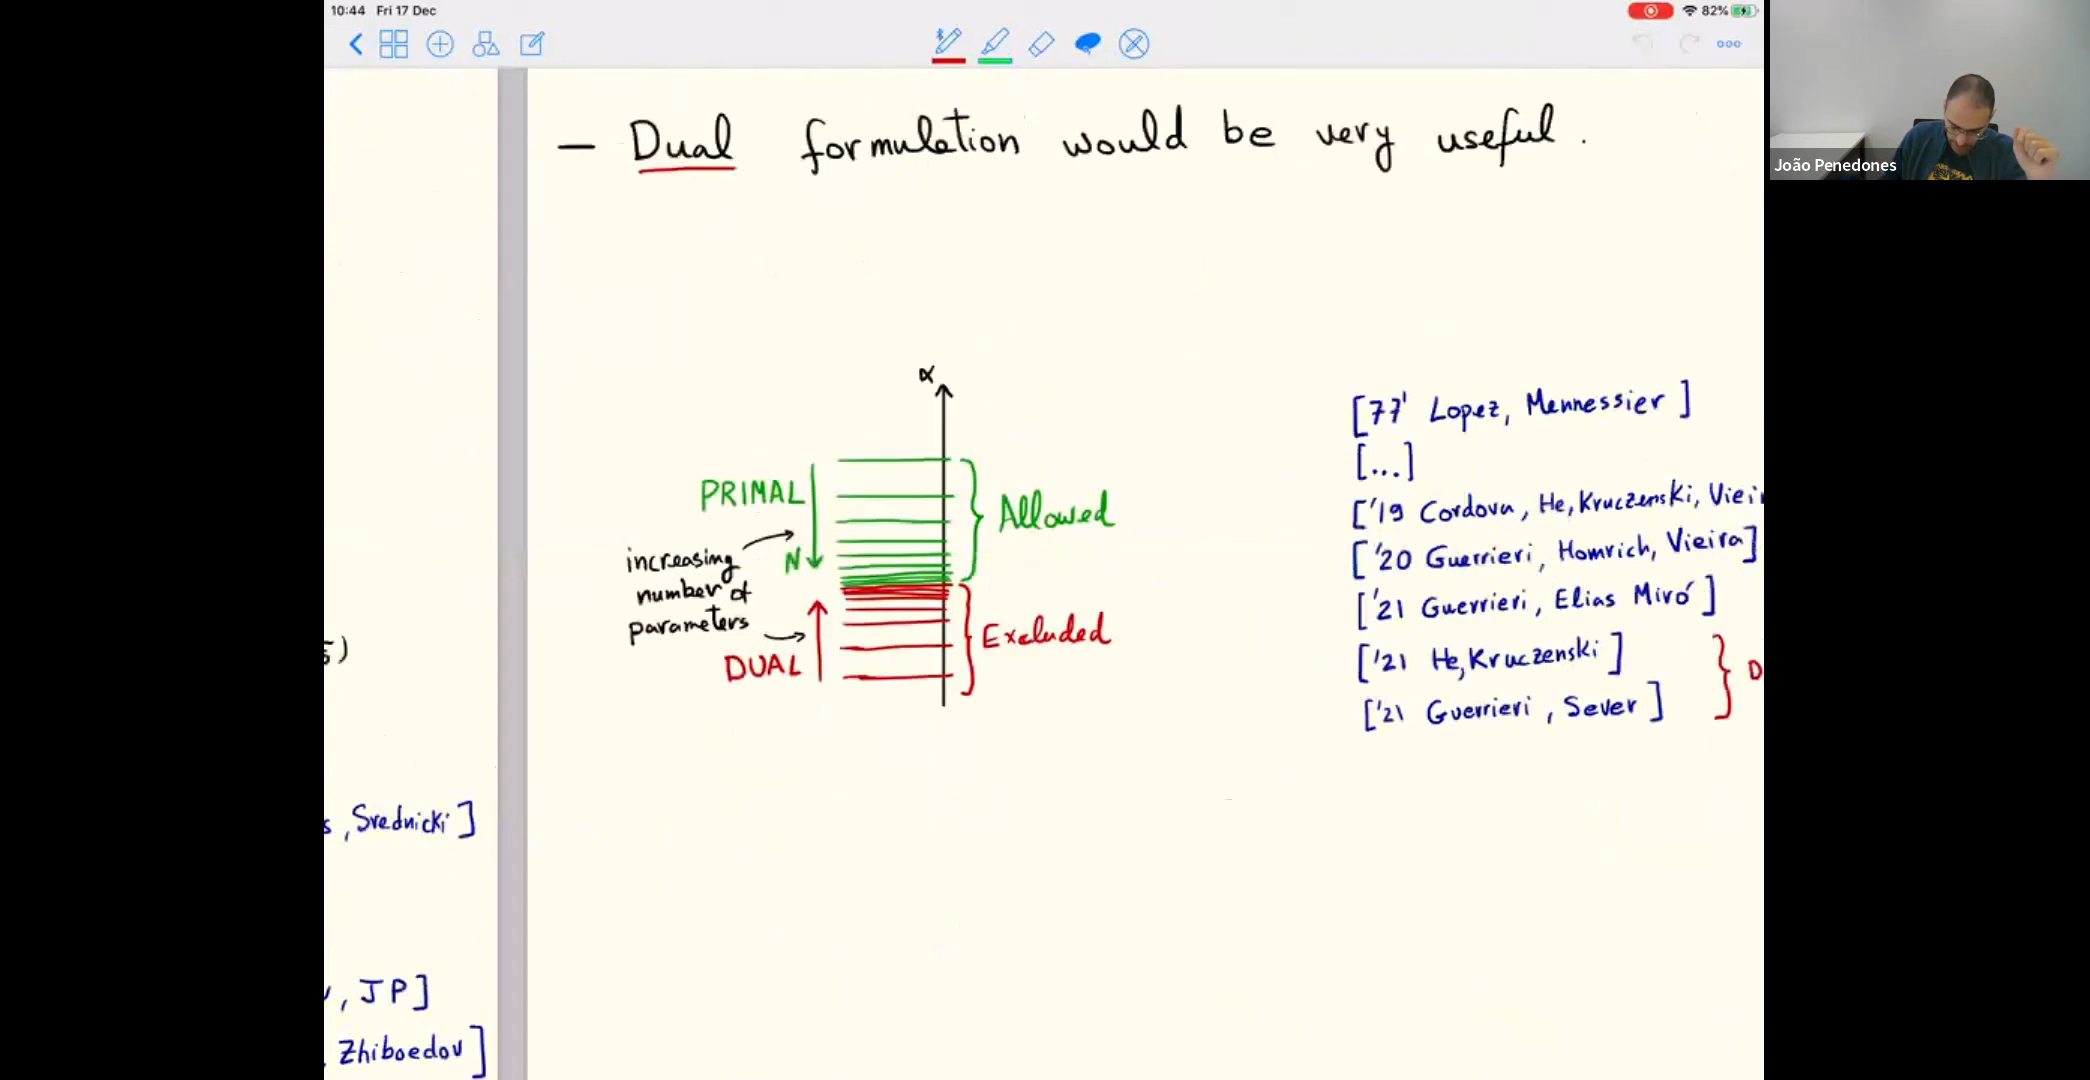 10:44 Fri 17 Dec
82%
João Penedones
- Dual formulation would be very useful.
α
PRIMAL
Allowed
increasing
number of
parameters
N
DUAL
Excluded
[77' Lopez, Mennessier]
[...]
['19 Cordova, He, Kruczenski, Viei
['20 Guerrieri, Homrich, Vieira]
['21 Guerrieri, Elias Miró]
['21 He, Kruczenski]
['21 Guerrieri, Sever]
D
5)
s, Srednicki]
, JP]
, Zhiboedov]